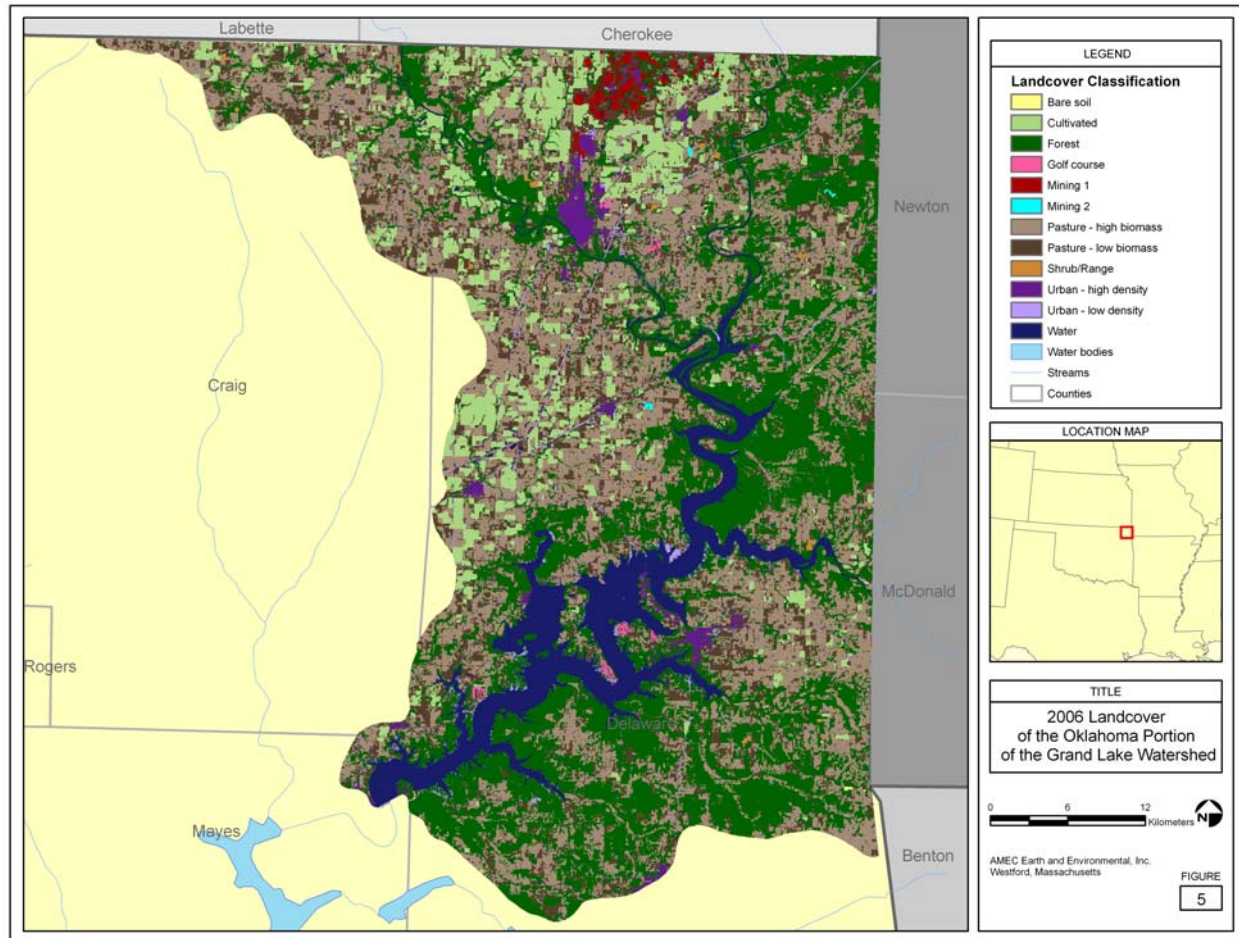 Labette
Cherokee
Newton
Craig
McDonald
Rogers
Delaware
Mayes
Benton
LEGEND
Landcover Classification
Bare soil
Cultivated
Forest
Golf course
Mining 1
Mining 2
Pasture - high biomass
Pasture - low biomass
Shrub/Range
Urban - high density
Urban - low density
Water
Water bodies
Streams
Counties
LOCATION MAP
TITLE
2006 Landcover
of the Oklahoma Portion
of the Grand Lake Watershed
0 6 12
Kilometers
N
AMEC Earth and Environmental, Inc.
Westford, Massachusetts
FIGURE
5